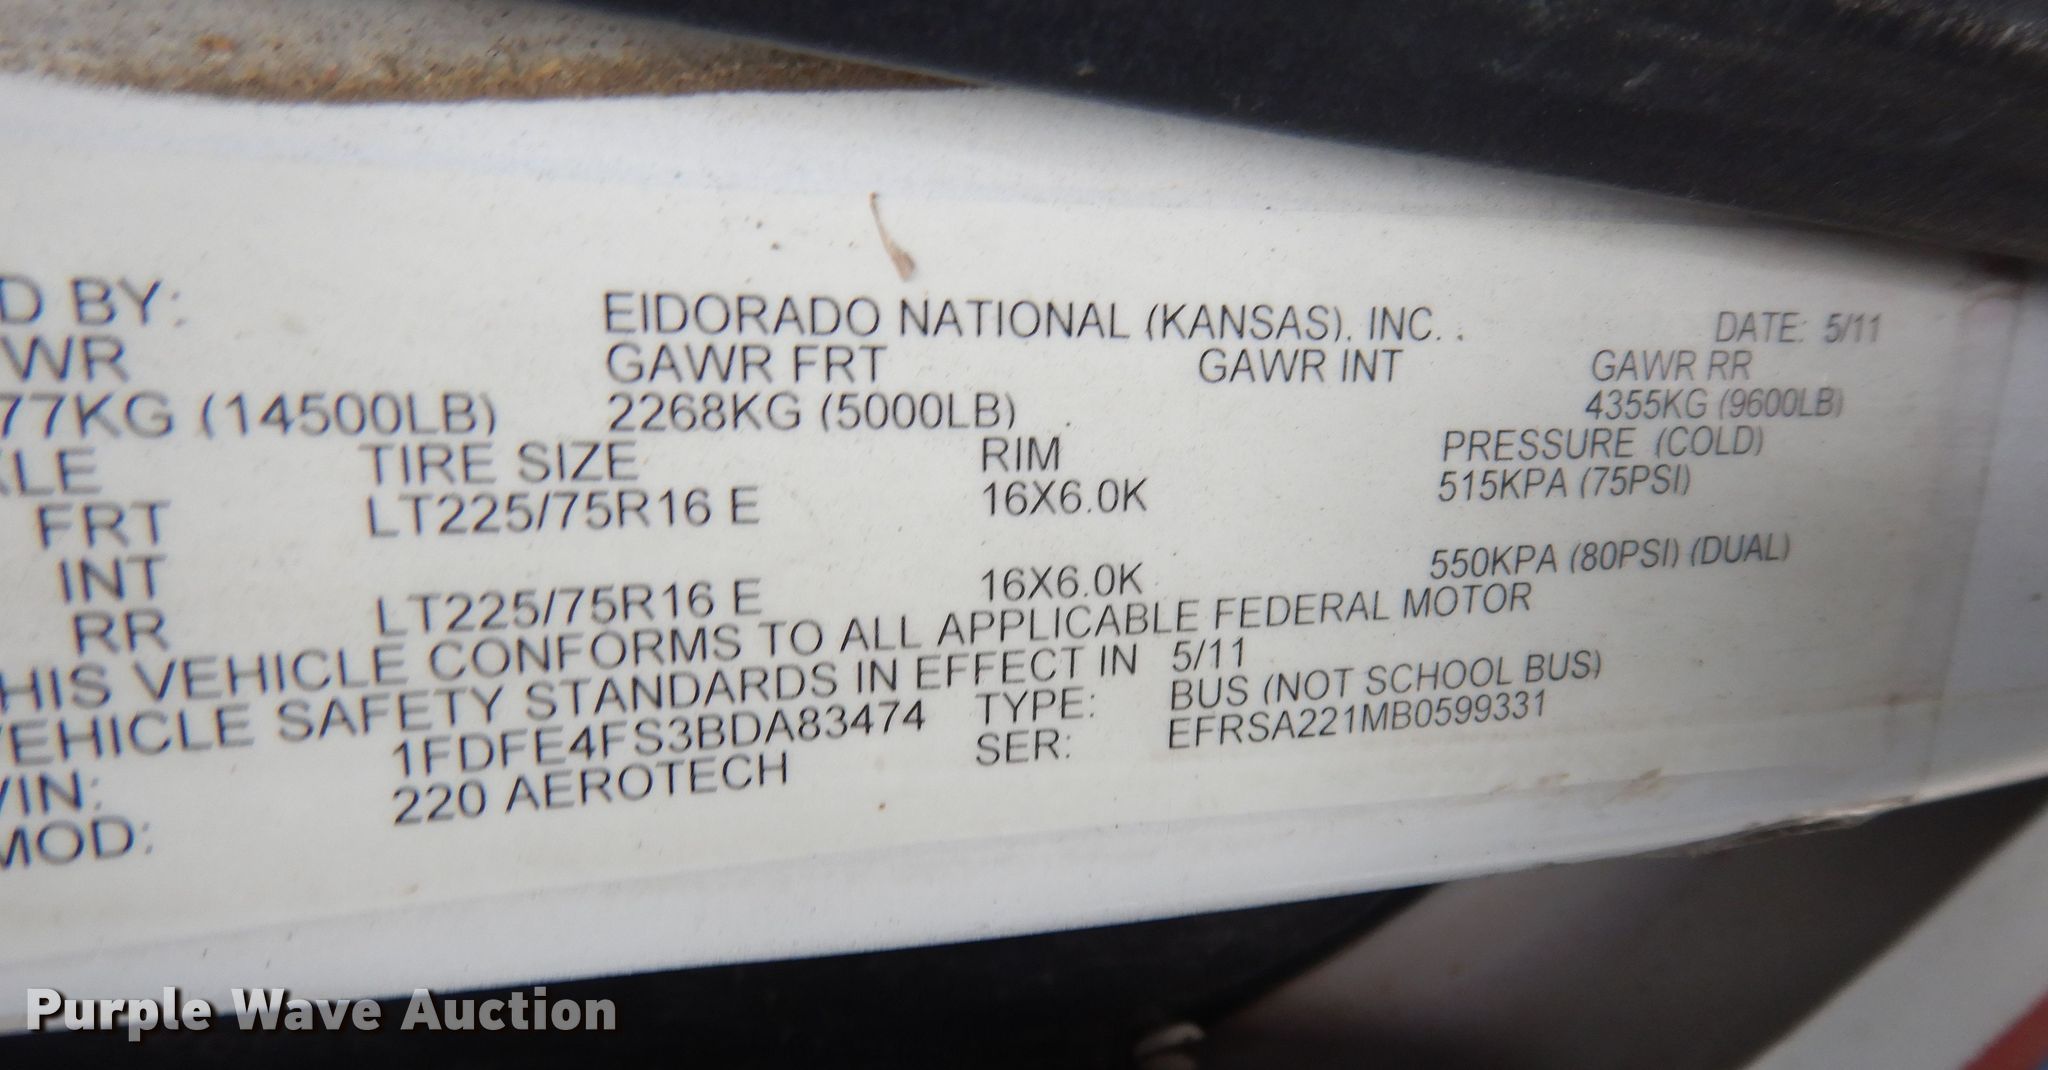 D BY: EIDORADO NATIONAL (KANSAS). INC. . DATE: 5/11
WR GAWR FRT GAWR INT GAWR RR
77KG (14500LB) 2268KG (5000LB) 4355KG (9600LB)
LE TIRE SIZE RIM PRESSURE (COLD)
FRT LT225/75R16 E 16X6.0K 515KPA (75PSI)
INT
RR LT225/75R16 E 16X6.0K 550KPA (80PSI) (DUAL)
HIS VEHICLE CONFORMS TO ALL APPLICABLE FEDERAL MOTOR
EHICLE SAFETY STANDARDS IN EFFECT IN 5/11
VIN: 1FDFE4FS3BDA83474 TYPE: BUS (NOT SCHOOL BUS)
MOD: 220 AEROTECH SER: EFRSA221MB0599331
Purple Wave Auction